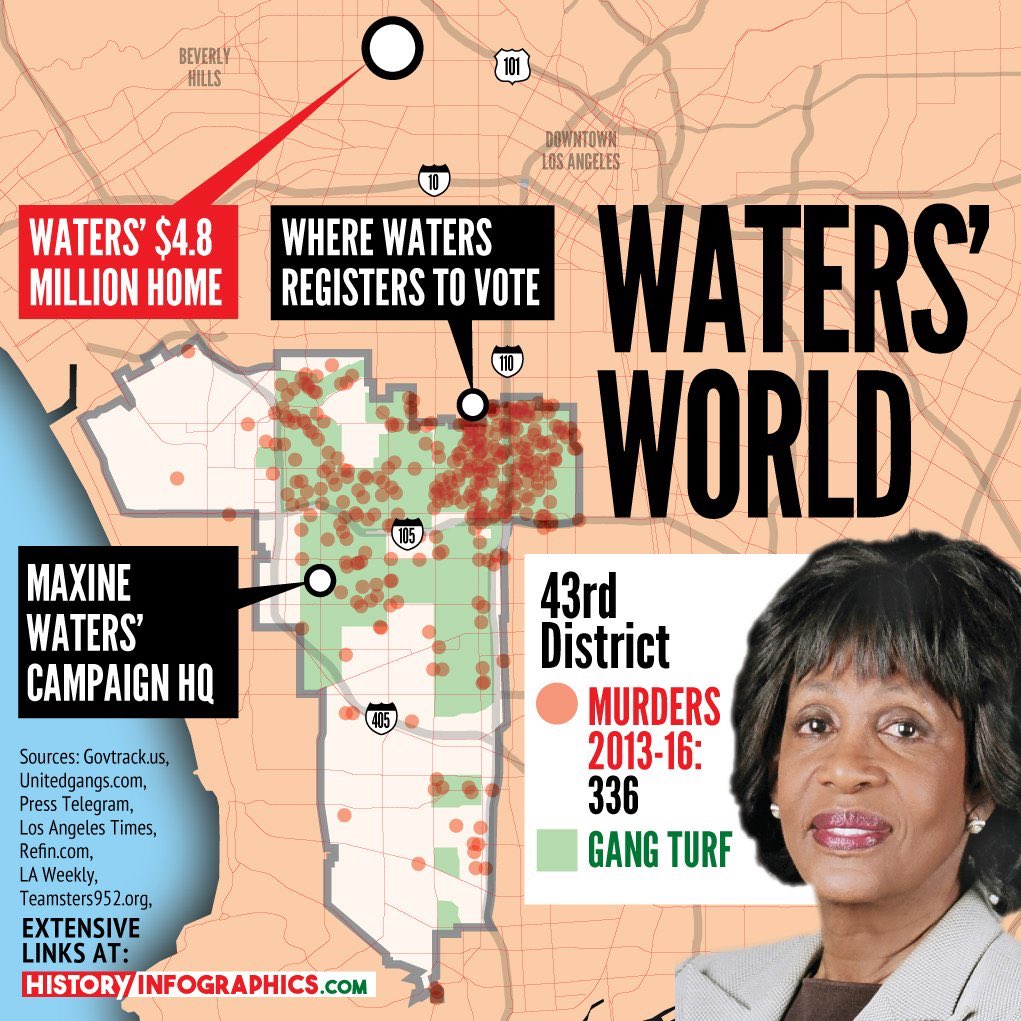 BEVERLY
HILLS
101
DOWNTOWN
LOS ANGELES
10
WATERS' $4.8
MILLION HOME
WHERE WATERS
REGISTERS TO VOTE
WATERS'
WORLD
110
105
MAXINE
WATERS'
CAMPAIGN HQ
43rd
District
MURDERS
2013-16:
336
GANG TURF
405
Sources: Govtrack.us,
Unitedgangs.com,
Press Telegram,
Los Angeles Times,
Refin.com,
LA Weekly,
Teamsters952.org,
EXTENSIVE
LINKS AT:
HISTORYINFOGRAPHICS.COM